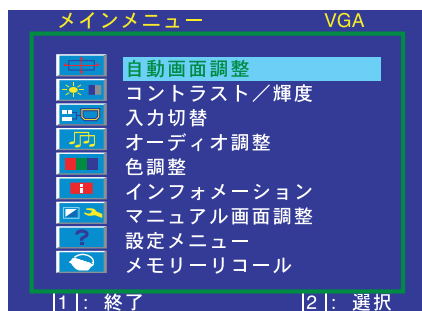 メインメニュー VGA
自動画面調整
コントラスト／輝度
入力切替
オーディオ調整
色調整
インフォメーション
マニュアル画面調整
?
設定メニュー
メモリーリコール
|1|: 終了 |2|: 選択